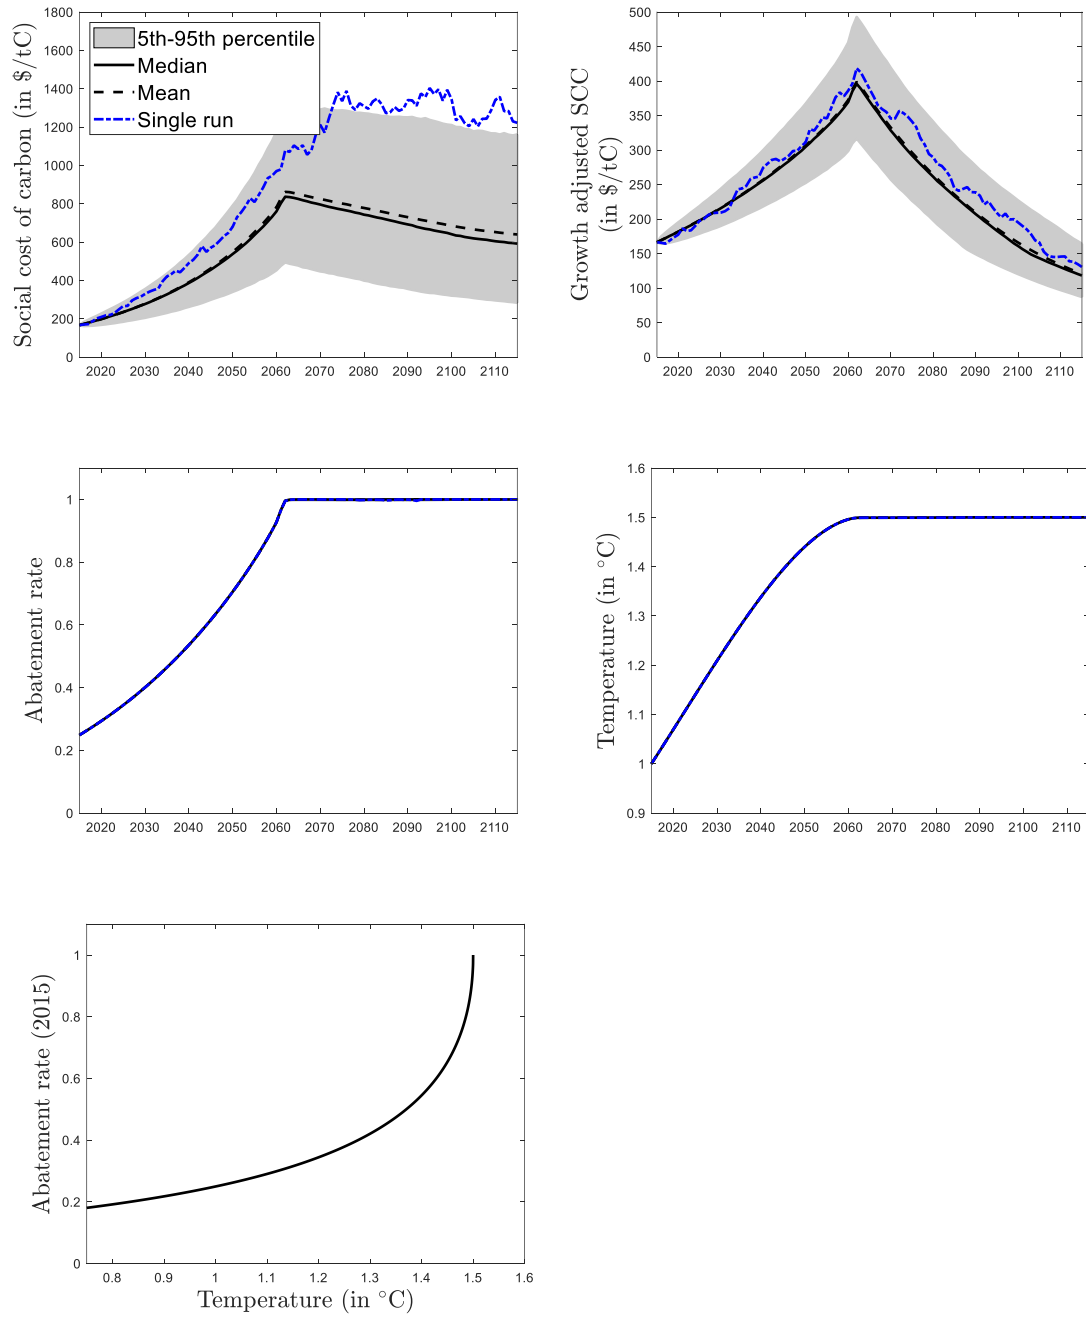 Social cost of carbon (in $/tC)
1800
1600
1400
1200
1000
800
600
400
200
0
5th-95th percentile
Median
Mean
Single run
2020 2030 2040 2050 2060 2070 2080 2090 2100 2110
Growth adjusted SCC
(in $/tC)
500
450
400
350
300
250
200
150
100
50
0
2020 2030 2040 2050 2060 2070 2080 2090 2100 2110
Abatement rate
1
0.8
0.6
0.4
0.2
0
2020 2030 2040 2050 2060 2070 2080 2090 2100 2110
Temperature (in °C)
1.6
1.5
1.4
1.3
1.2
1.1
1
0.9
2020 2030 2040 2050 2060 2070 2080 2090 2100 2110
Abatement rate (2015)
1
0.8
0.6
0.4
0.2
0
0.8 0.9 1 1.1 1.2 1.3 1.4 1.5 1.6
Temperature (in °C)